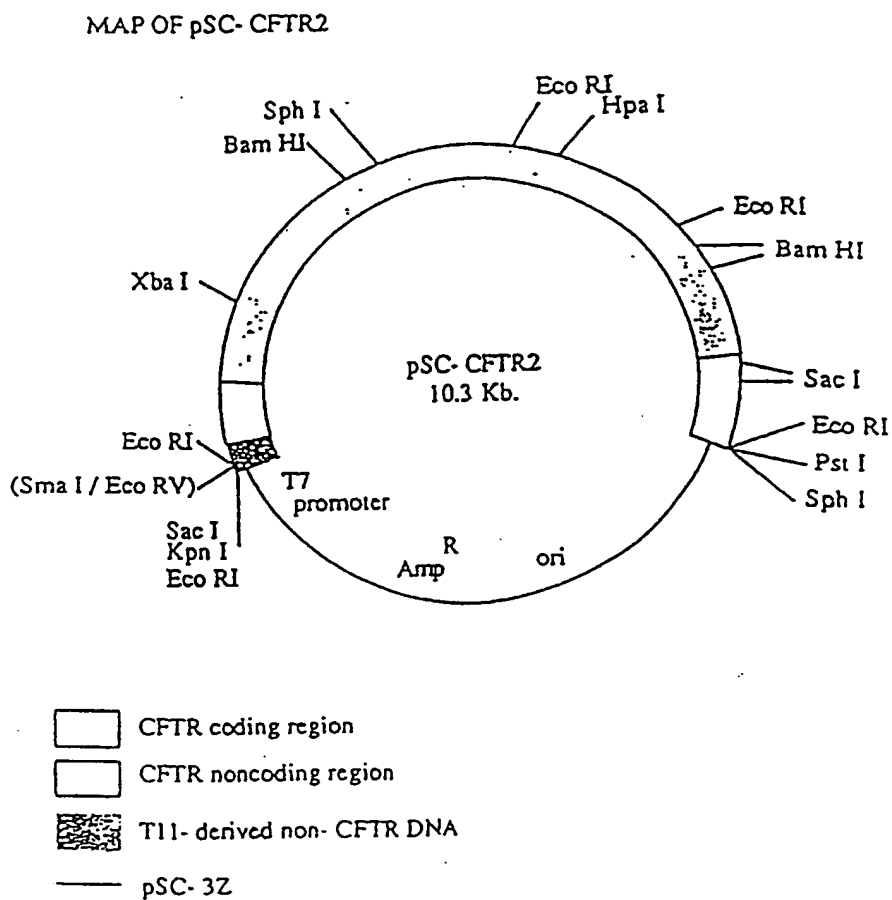 MAP OF pSC- CFTR2
Eco RI
Hpa I
Sph I
Bam HI
Eco RI
Bam HI
Xba I
pSC- CFTR2
10.3 Kb.
Sac I
Eco RI
Pst I
Sph I
Eco RI
(Sma I / Eco RV)
T7
promoter
Sac I
Kpn I
Eco RI
Amp R
ori
CFTR coding region
CFTR noncoding region
T11- derived non- CFTR DNA
pSC- 3Z